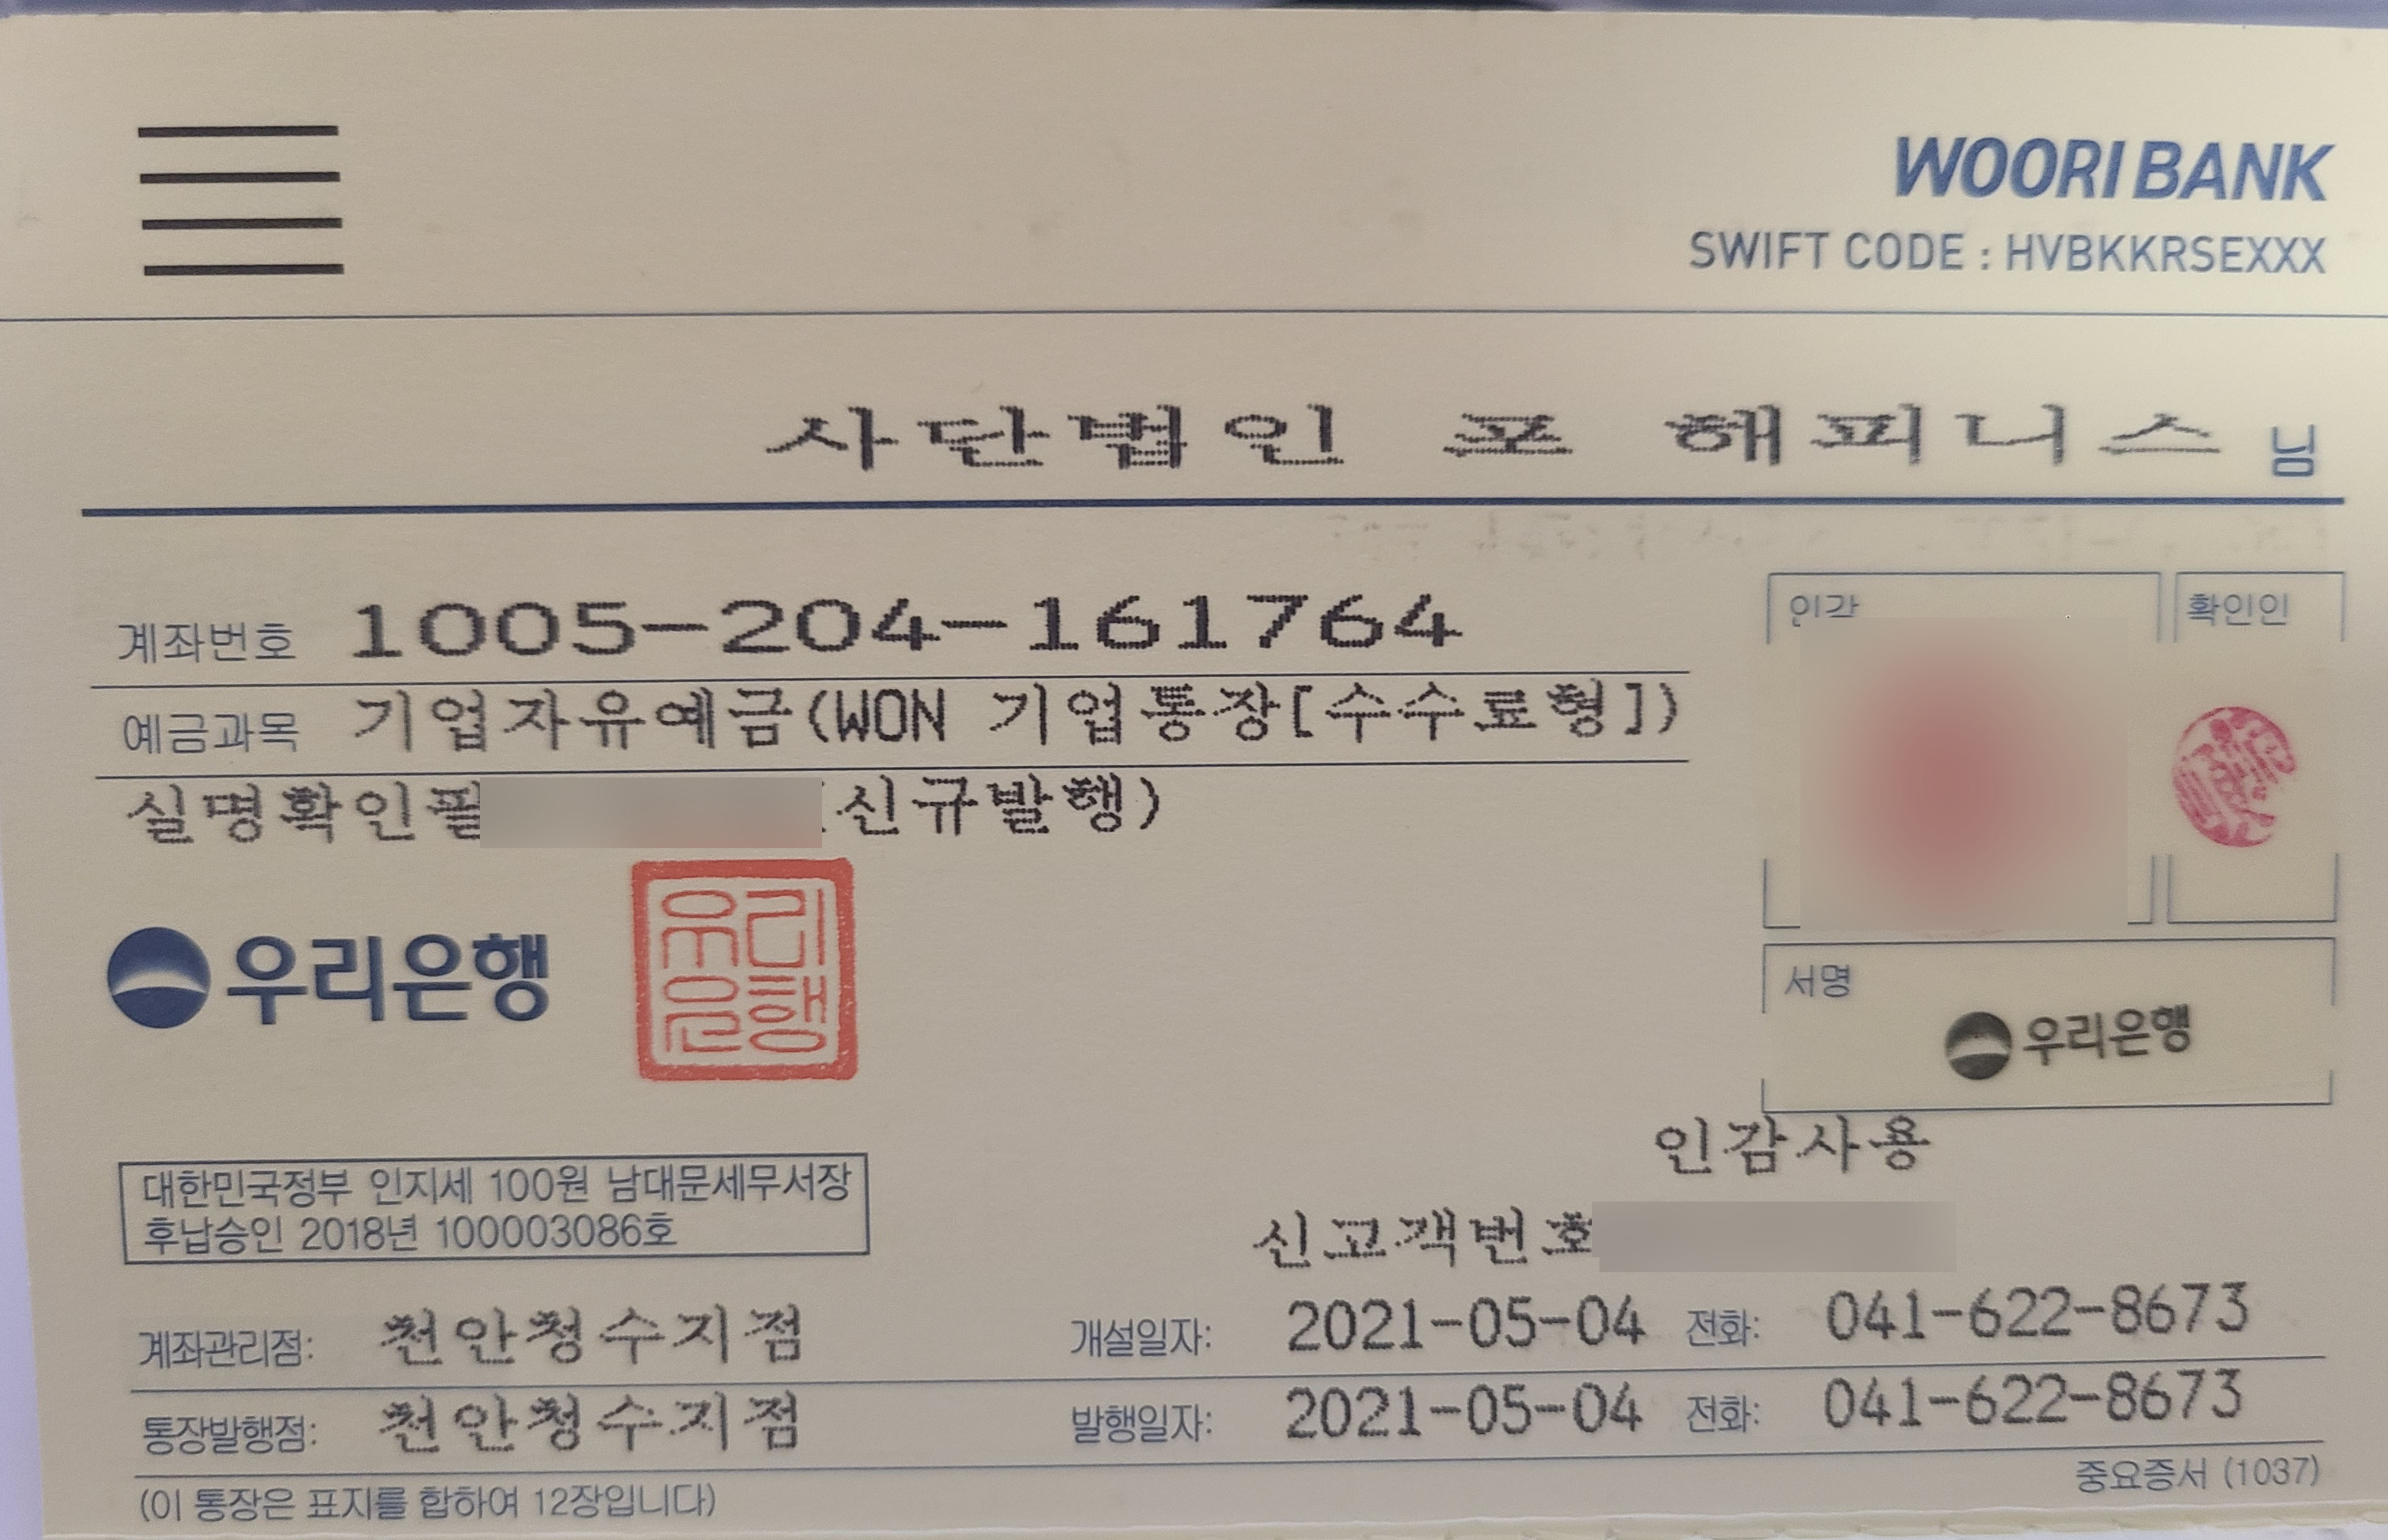 WOORI BANK
SWIFT CODE : HVBKKRSEXXX
사단법인 포 해피니스 님
계좌번호 1005-204-161764
인감 확인인
예금과목 기업자유예금(WON 기업통장[수수료형])
실명확인필 (신규발행)
우리은행 우리은행
서명
우리은행
인감사용
대한민국정부 인지세 100원 남대문세무서장
후납승인 2018년 100003086호
신고객번호
계좌관리점: 천안청수지점 개설일자: 2021-05-04 전화: 041-622-8673
통장발행점: 천안청수지점 발행일자: 2021-05-04 전화: 041-622-8673
(이 통장은 표지를 합하여 12장입니다) 중요증서 (1037)